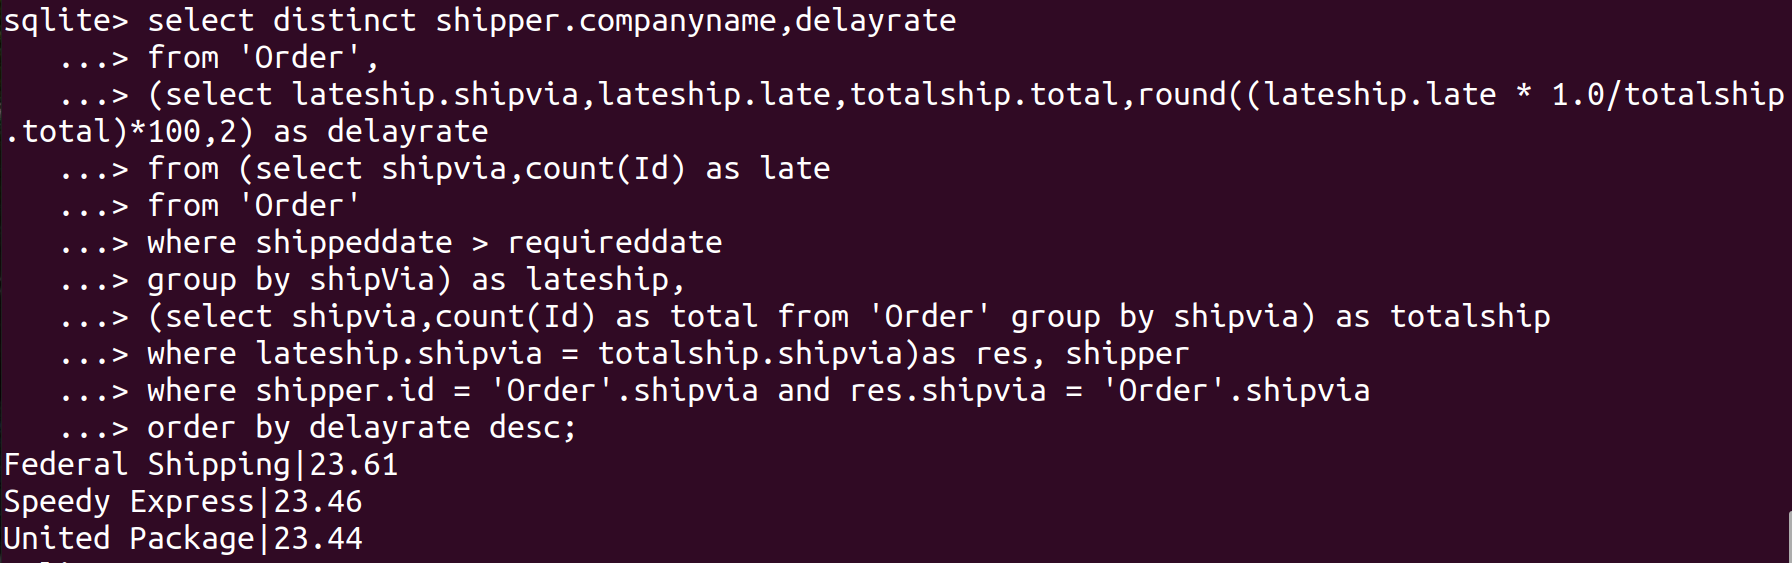 sqlite> select distinct shipper.companyname,delayrate
   ...> from 'Order',
   ...> (select lateship.shipvia,lateship.late,totalship.total,round((lateship.late * 1.0/totalship
.total)*100,2) as delayrate
   ...> from (select shipvia,count(Id) as late
   ...> from 'Order'
   ...> where shippeddate > requireddate
   ...> group by shipVia) as lateship,
   ...> (select shipvia,count(Id) as total from 'Order' group by shipvia) as totalship
   ...> where lateship.shipvia = totalship.shipvia)as res, shipper
   ...> where shipper.id = 'Order'.shipvia and res.shipvia = 'Order'.shipvia
   ...> order by delayrate desc;
Federal Shipping|23.61
Speedy Express|23.46
United Package|23.44